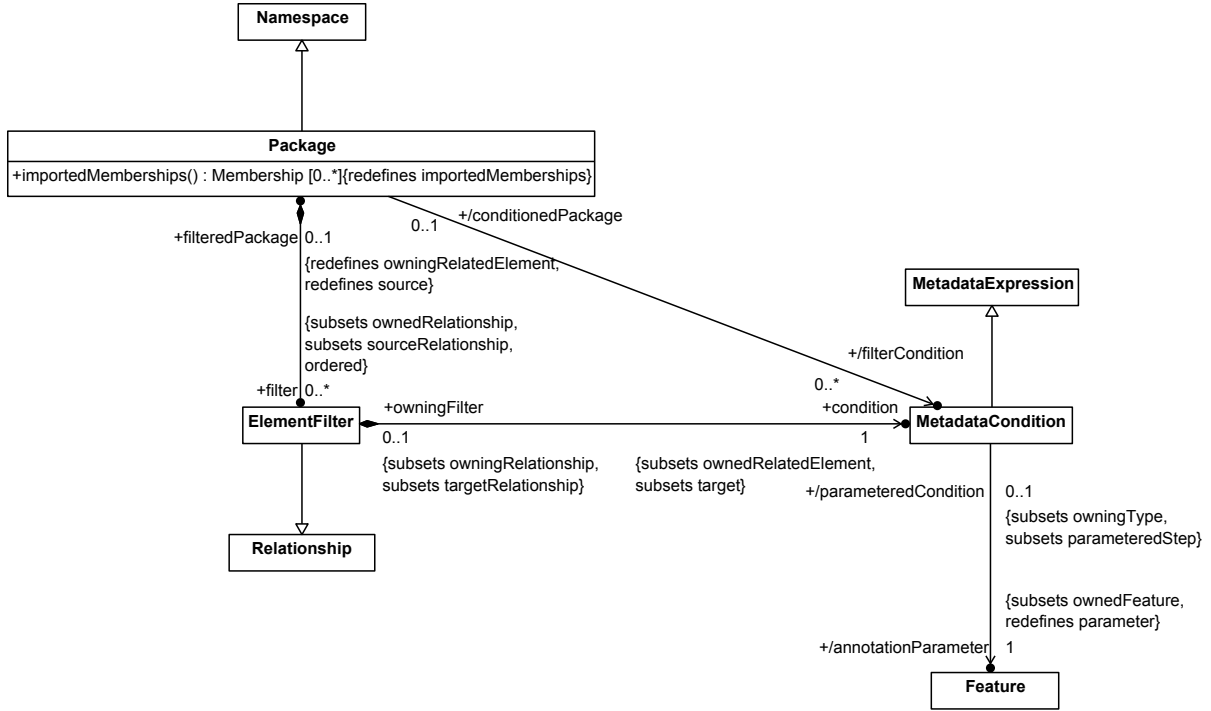 Namespace
Package
+importedMemberships() : Membership [0..*]{redefines importedMemberships}
+filteredPackage
0..1
{redefines owningRelatedElement,
redefines source}
{subsets ownedRelationship,
subsets sourceRelationship,
ordered}
+filter
0..*
0..1
+/conditionedPackage
+/filterCondition
0..*
MetadataExpression
ElementFilter
+owningFilter
0..1
{subsets owningRelationship,
subsets targetRelationship}
+condition
1
{subsets ownedRelatedElement,
subsets target}
MetadataCondition
+/parameteredCondition
0..1
{subsets owningType,
subsets parameteredStep}
Relationship
{subsets ownedFeature,
redefines parameter}
+/annotationParameter
1
Feature